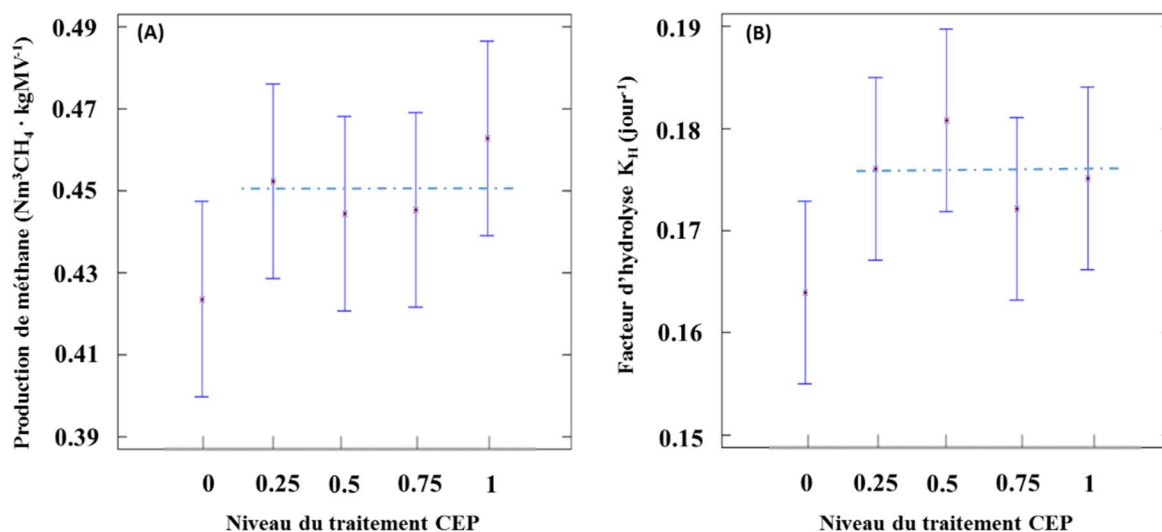 Production de méthane (Nm³CH₄ · kgMV⁻¹)
(A)
0.49
0.47
0.45
0.43
0.41
0.39
0 0.25 0.5 0.75 1
Niveau du traitement CEP
Facteur d’hydrolyse K_H (jour⁻¹)
(B)
0.19
0.18
0.17
0.16
0.15
0 0.25 0.5 0.75 1
Niveau du traitement CEP